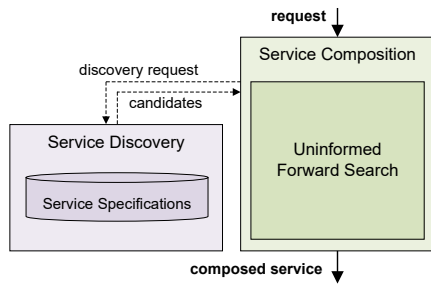 request
Service Composition
discovery request
candidates
Service Discovery
Service Specifications
Uninformed
Forward Search
composed service